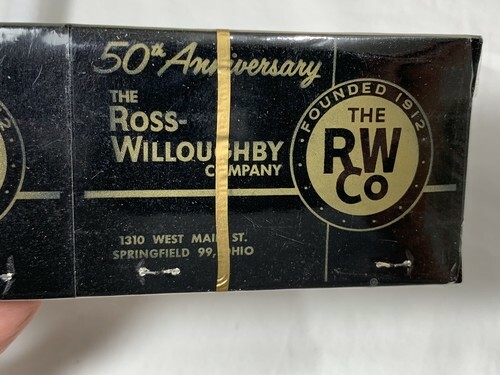 50th Anniversary
THE
ROSS-
WILLOUGHBY
COMPANY
1310 WEST MAIN ST.
SPRINGFIELD 99, OHIO
FOUNDED 1912
THE
RW
Co